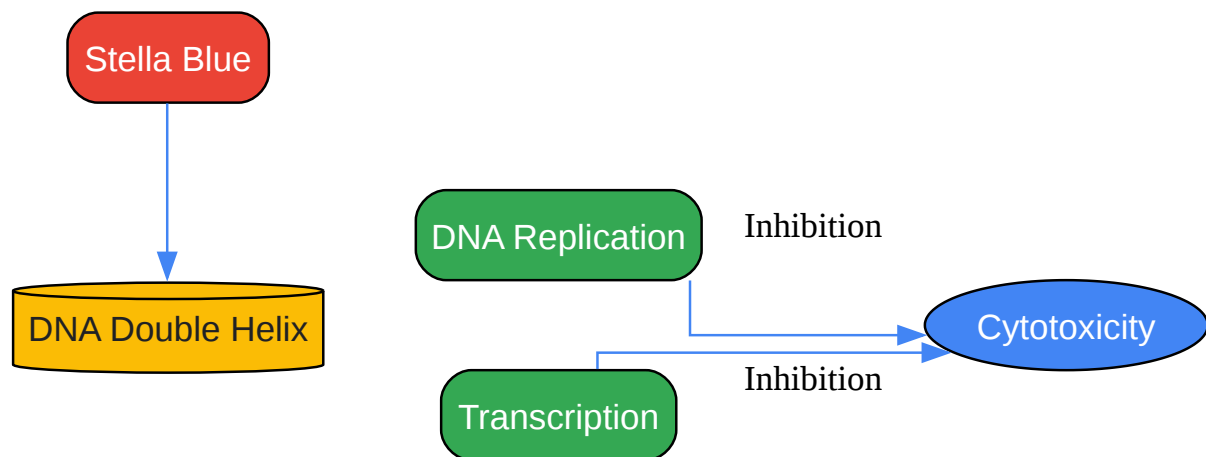 Stella Blue
DNA Replication
Inhibition
DNA Double Helix
Cytotoxicity
Inhibition
Transcription